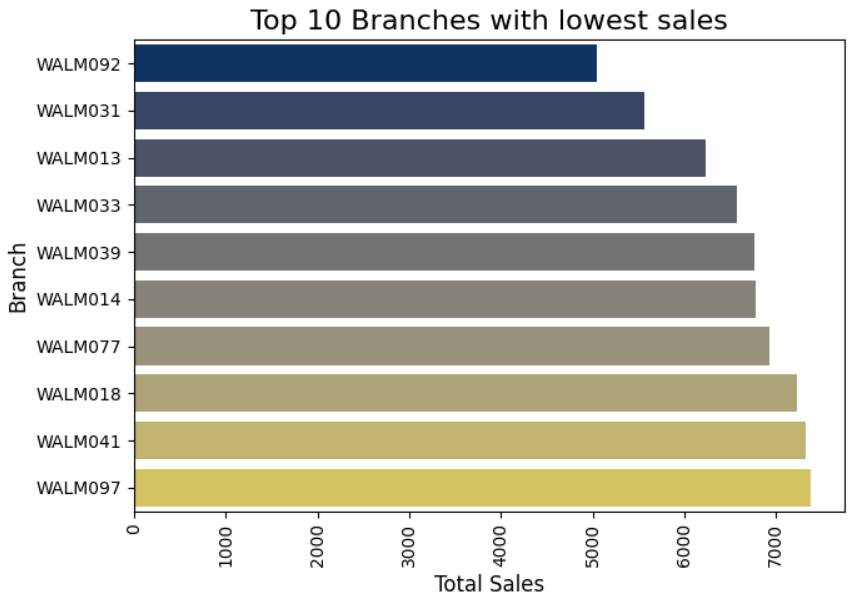 Top 10 Branches with lowest sales
WALM092
WALM031
WALM013
WALM033
WALM039
WALM014
WALM077
WALM018
WALM041
WALM097
Branch
0
1000
2000
3000
4000
5000
6000
7000
Total Sales